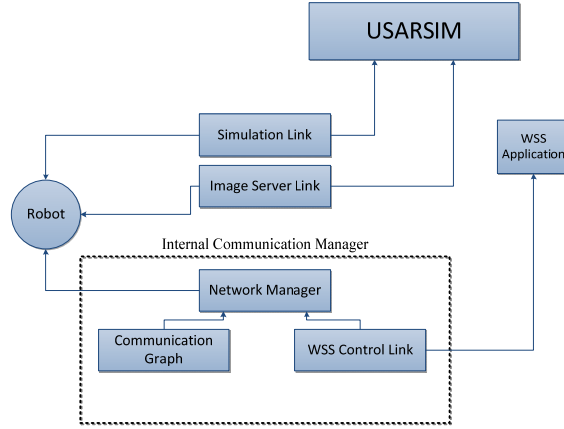 USARSIM
Simulation Link
WSS
Application
Image Server Link
Robot
Internal Communication Manager
Network Manager
Communication
Graph
WSS Control Link